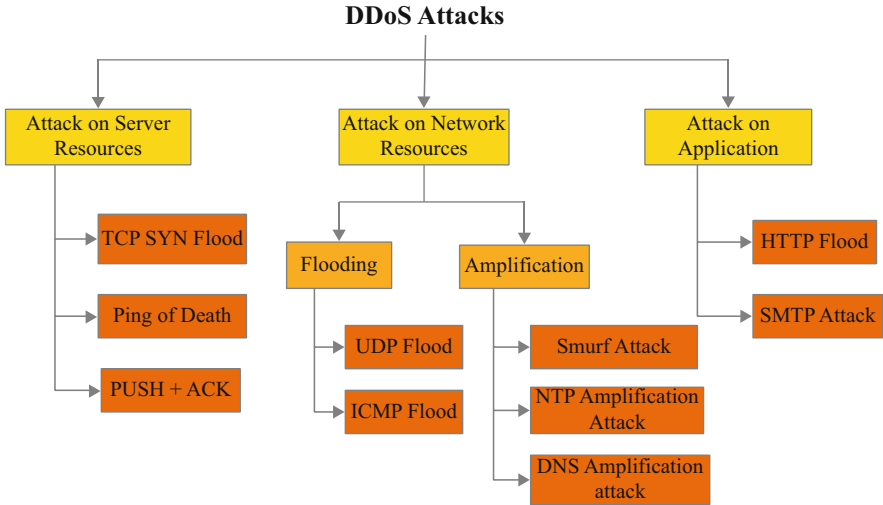 DDoS Attacks
Attack on Server
Resources
Attack on Network
Resources
Attack on
Application
TCP SYN Flood
Ping of Death
PUSH + ACK
Flooding
UDP Flood
ICMP Flood
Amplification
Smurf Attack
NTP Amplification
Attack
DNS Amplification
attack
HTTP Flood
SMTP Attack